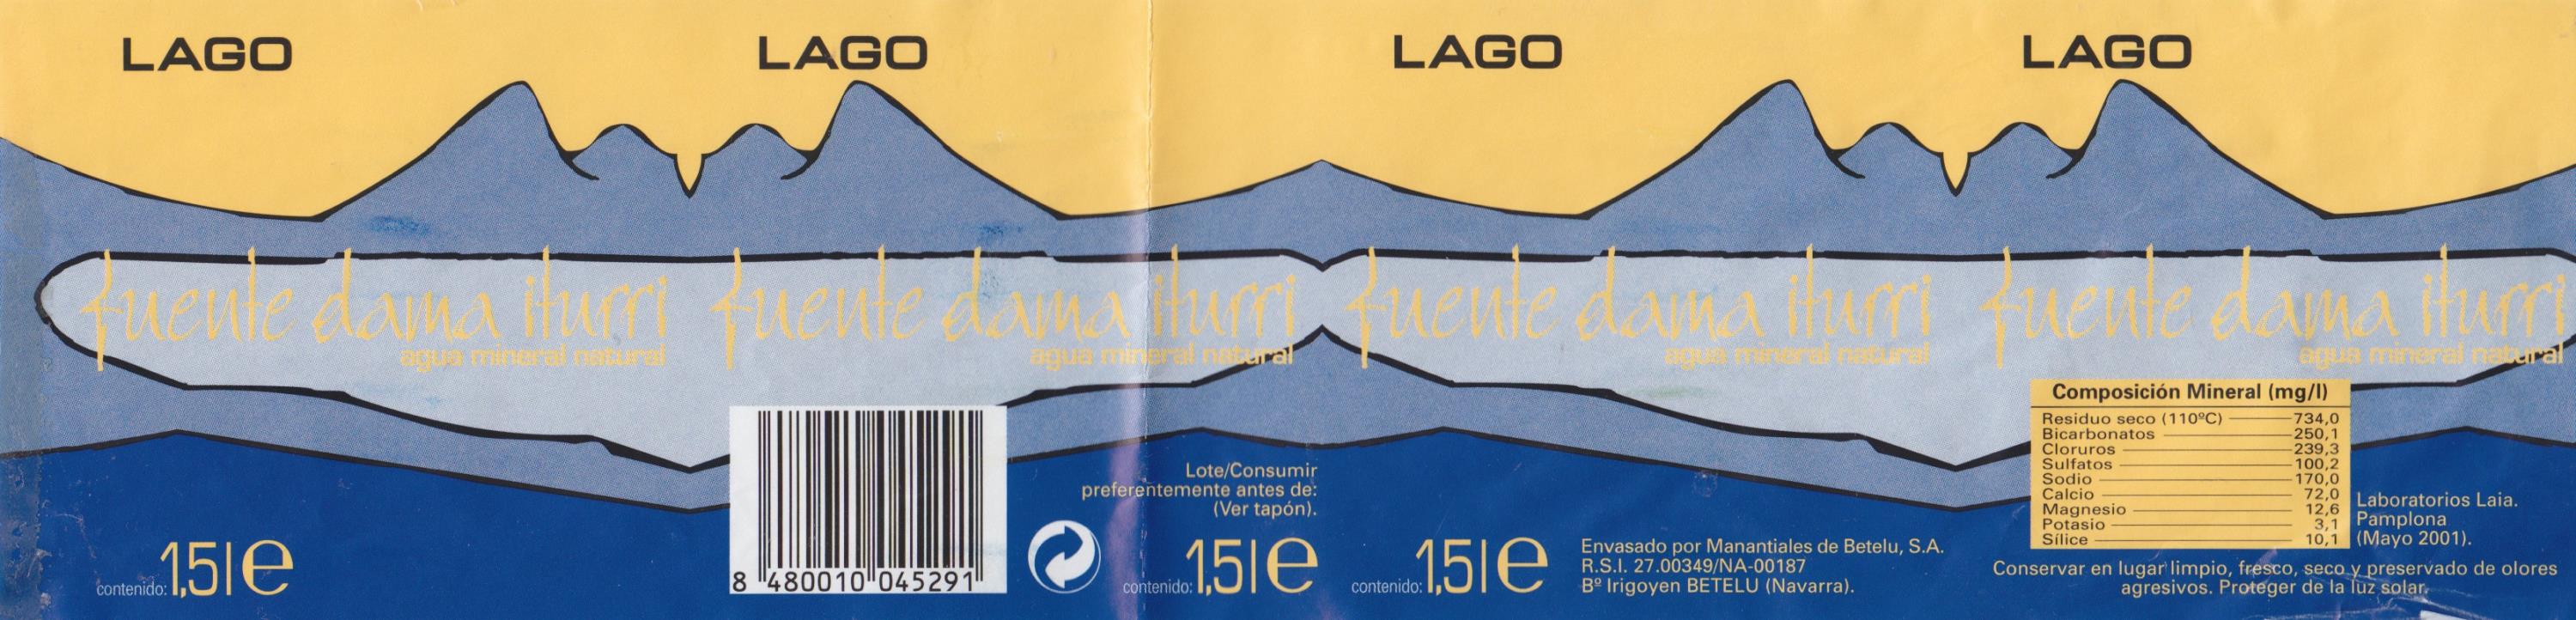 LAGO
LAGO
LAGO
LAGO
fuente dama iturri
agua mineral natural
fuente dama iturri
agua mineral natural
fuente dama iturri
agua mineral natural
fuente dama iturri
agua mineral natural
contenido: 1,5 l e
8 480010 045291
Lote/Consumir
preferentemente antes de:
(Ver tapón).
contenido: 1,5 l e
contenido: 1,5 l e
Envasado por Manantiales de Betelu, S.A.
R.S.I. 27.00349/NA-00187
Bº Irigoyen BETELU (Navarra).
Composición Mineral (mg/l)
Residuo seco (110ºC) 734,0
Bicarbonatos 250,1
Cloruros 239,3
Sulfatos 100,2
Sodio 170,0
Calcio 72,0
Magnesio 12,6
Potasio 3,1
Sílice 10,1
Laboratorios Laia.
Pamplona
(Mayo 2001).
Conservar en lugar limpio, fresco, seco y preservado de olores
agresivos. Proteger de la luz solar.